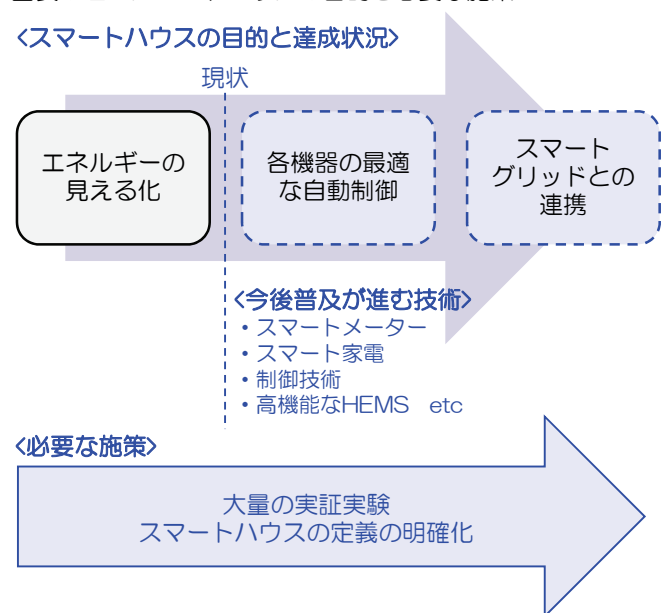 <スマートハウスの目的と達成状況>
現状
エネルギーの
見える化
各機器の最適
な自動制御
スマート
グリッドとの
連携
<今後普及が進む技術>
・スマートメーター
・スマート家電
・制御技術
・高機能なHEMS etc
<必要な施策>
大量の実証実験
スマートハウスの定義の明確化